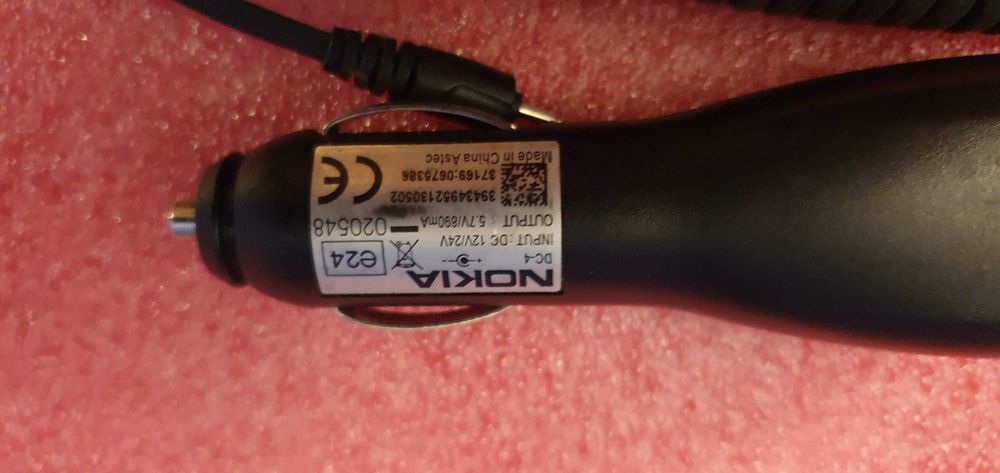 NOKIA
DC-4
INPUT : DC 12V/24V
OUTPUT : 5.7V/890mA
39434952130502
37169:0675386
Made in China Astec
e24
020548
CE